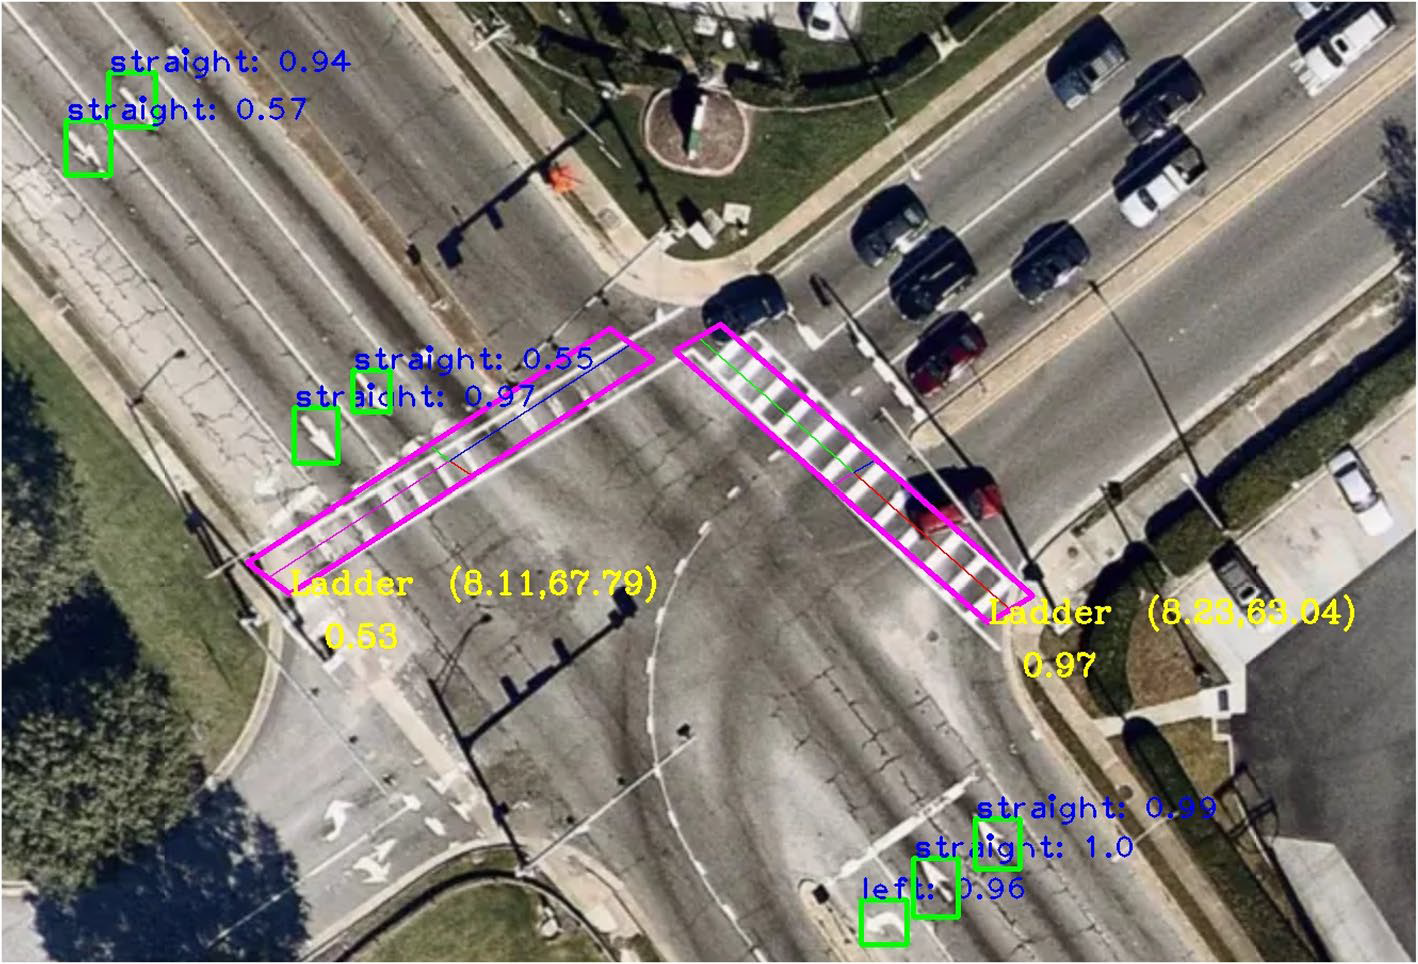 straight: 0.94
straight: 0.57
straight: 0.55
straight: 0.97
Ladder (8.11,67.79)
0.53
Ladder (8.23,63.04)
0.97
straight: 0.99
straight: 1.0
left: 0.96